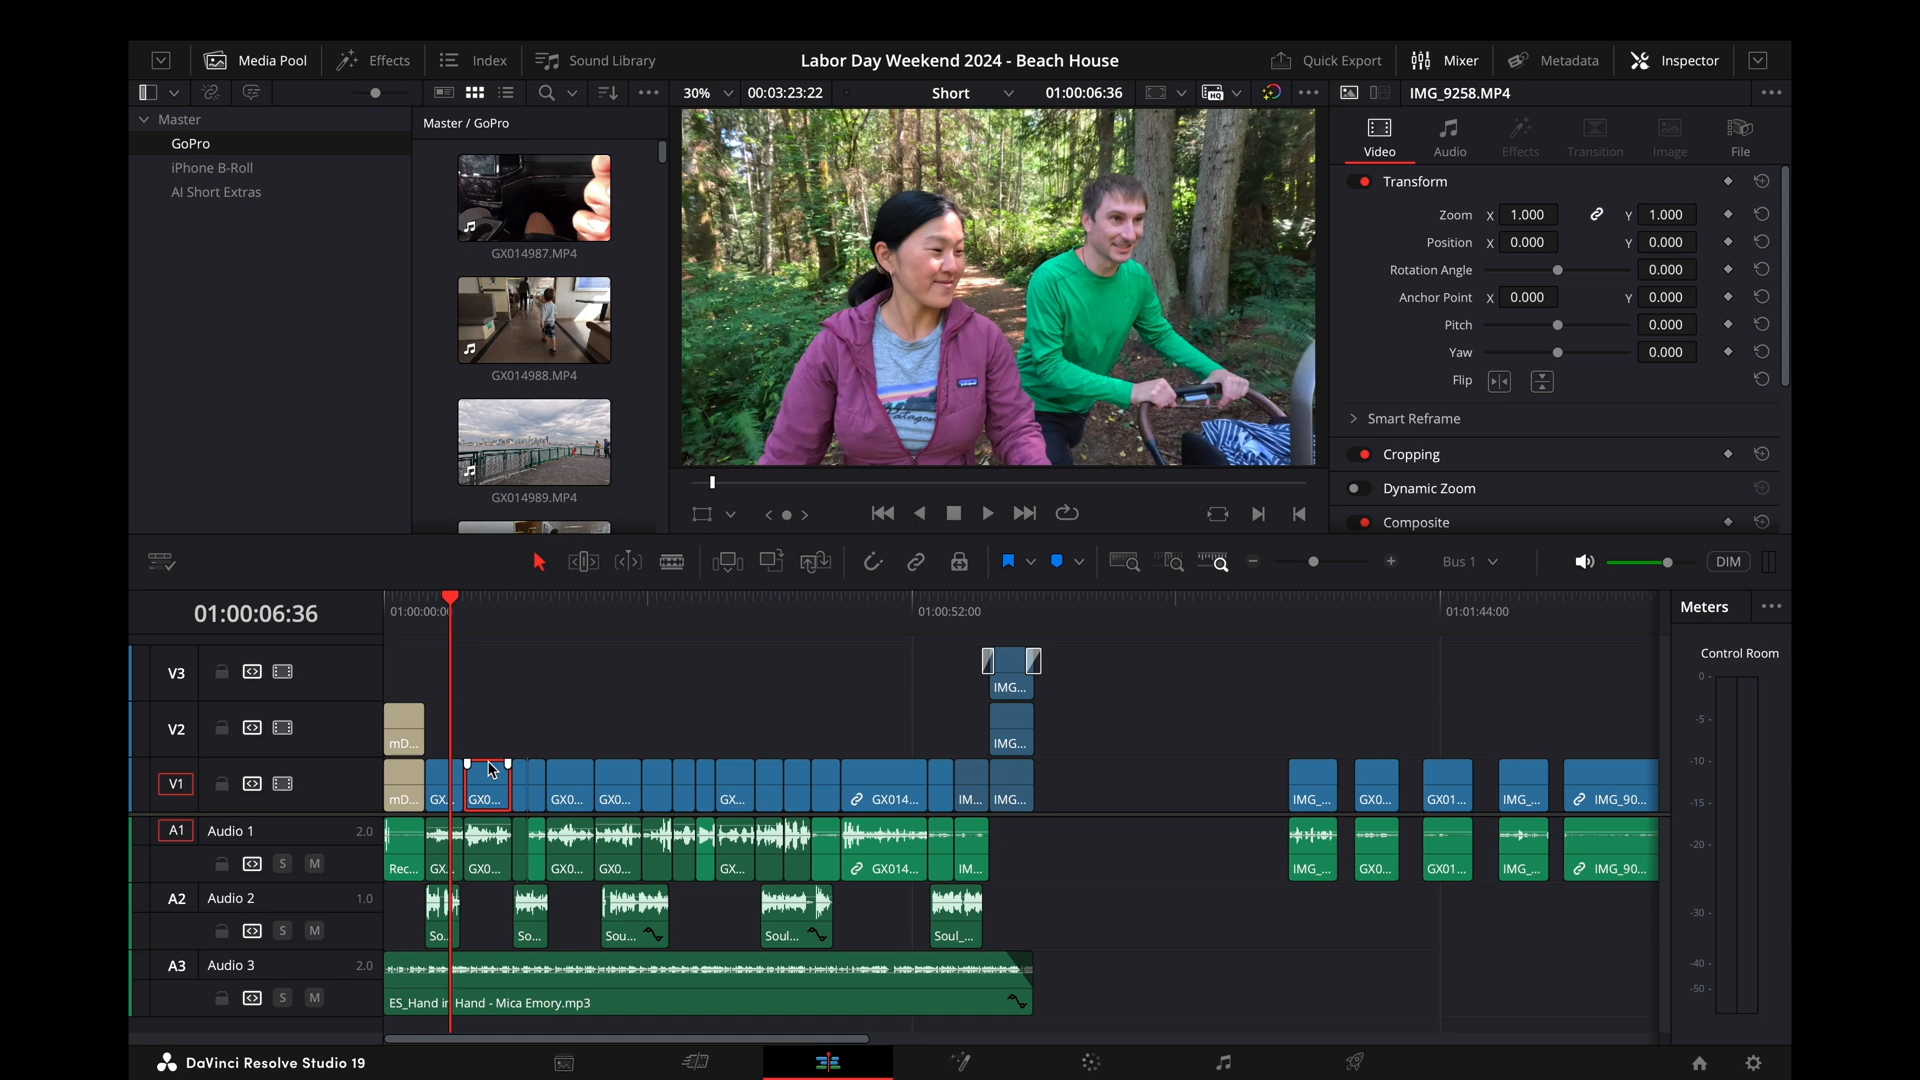 Media Pool
Effects
Index
Sound Library
Labor Day Weekend 2024 - Beach House
Quick Export
Mixer
Metadata
Inspector
30%
00:03:23:22
Short
01:00:06:36
IMG_9258.MP4
Master
GoPro
iPhone B-Roll
AI Short Extras
Master / GoPro
GX014987.MP4
GX014988.MP4
GX014989.MP4
Video
Audio
Effects
Transition
Image
File
Transform
Zoom X 1.000 Y 1.000
Position X 0.000 Y 0.000
Rotation Angle 0.000
Anchor Point X 0.000 Y 0.000
Pitch 0.000
Yaw 0.000
Flip
Smart Reframe
Cropping
Dynamic Zoom
Composite
Bus 1
DIM
01:00:06:36
01:00:00:00
01:00:52:00
01:01:44:00
Meters
Control Room
V3
IMG...
V2
mD...
IMG...
V1
mD... GX... GX0... GX0... GX0... GX... GX014... IM... IMG... IMG_... GX0... GX01... IMG_... IMG_90...
A1 Audio 1 2.0
S M
Rec... GX... GX0... GX0... GX0... GX... GX014... IM... IMG_... GX0... GX01... IMG_... IMG_90...
A2 Audio 2 1.0
S M
So... So... Sou... Soul... Soul_...
A3 Audio 3 2.0
S M
ES_Hand in Hand - Mica Emory.mp3
0
-5
-10
-15
-20
-30
-40
-50
DaVinci Resolve Studio 19